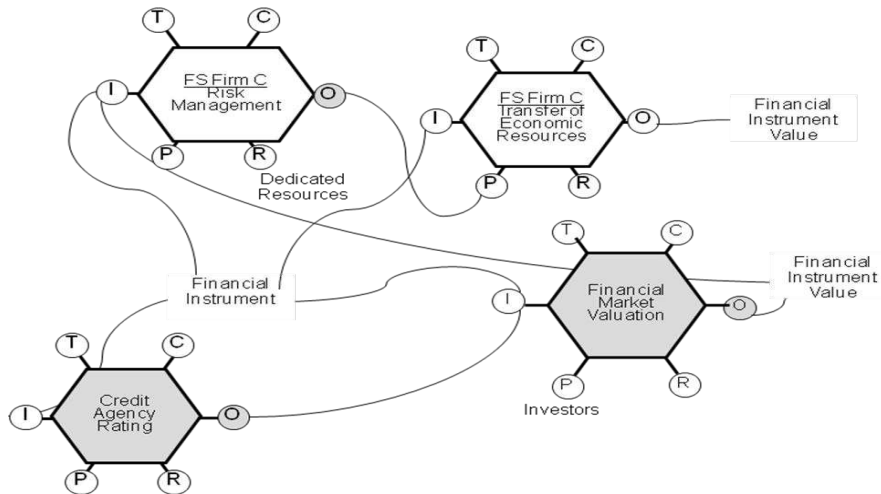 T
C
I
FS Firm C
Risk
Management
O
P
R
Dedicated
Resources
T
C
I
FS Firm C
Transfer of
Economic
Resources
O
P
R
Financial
Instrument
Value
Financial
Instrument
T
C
I
Financial
Market
Valuation
O
P
R
Investors
Financial
Instrument
Value
T
C
I
Credit
Agency
Rating
O
P
R